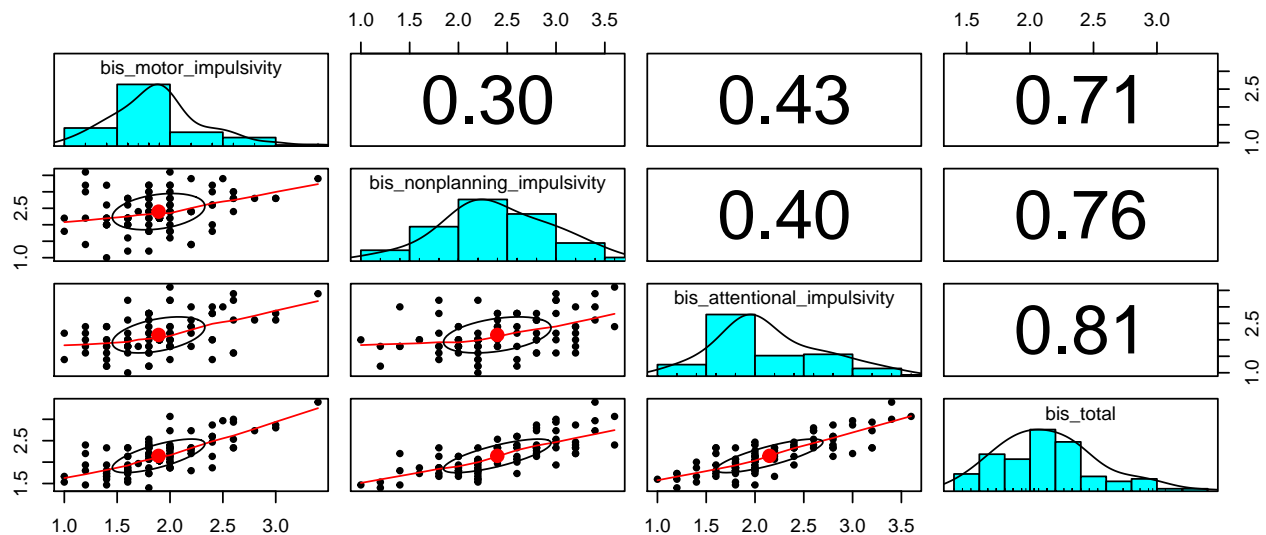 1.0 1.5 2.0 2.5 3.0 3.5
1.5 2.0 2.5 3.0
bis_motor_impulsivity
0.30
0.43
0.71
1.0 2.5
1.0 2.5
bis_nonplanning_impulsivity
0.40
0.76
bis_attentional_impulsivity
0.81
1.0 2.5
1.5 2.5
bis_total
1.0 1.5 2.0 2.5 3.0
1.0 1.5 2.0 2.5 3.0 3.5